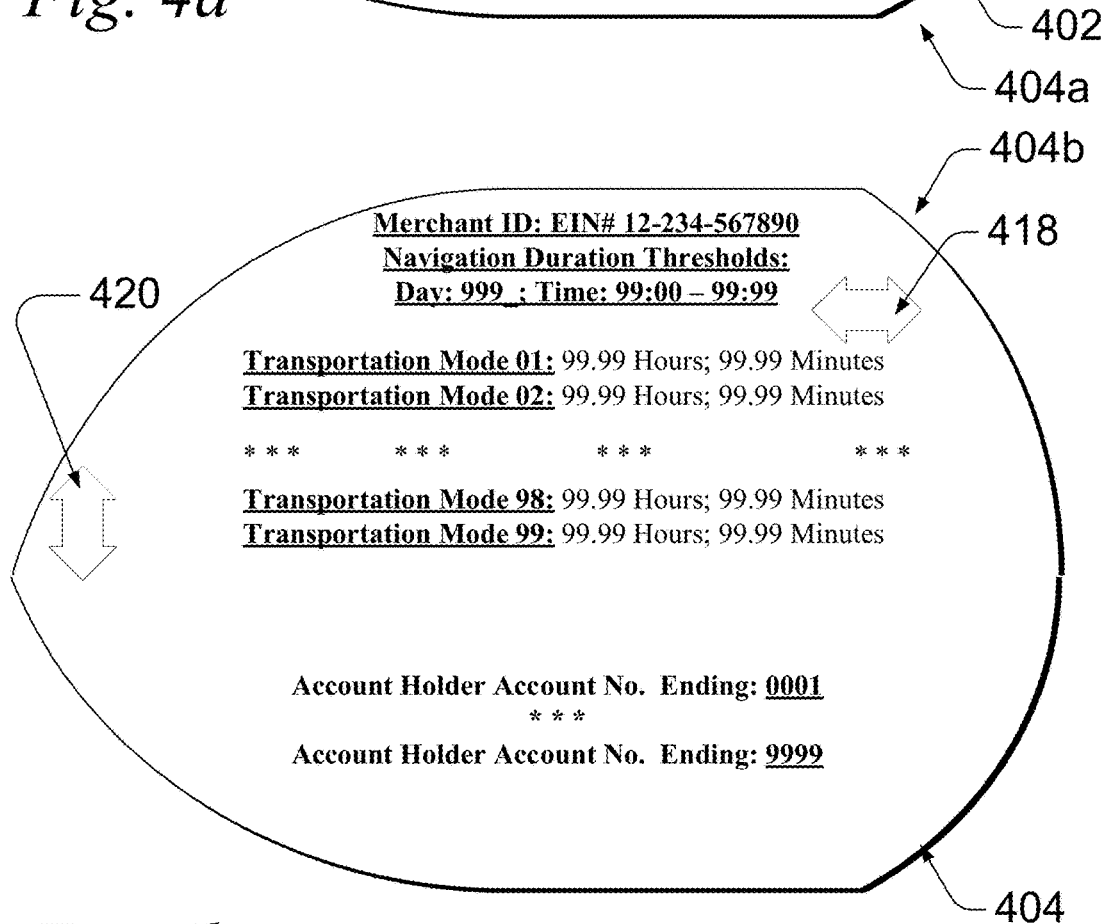 Fig. 4a
402
404a
404b
Merchant ID: EIN# 12-234-567890
418
Navigation Duration Thresholds:
420
Day: 999_; Time: 99:00 – 99:99
Transportation Mode 01: 99.99 Hours; 99.99 Minutes
Transportation Mode 02: 99.99 Hours; 99.99 Minutes
* * * * * * * * * * * *
Transportation Mode 98: 99.99 Hours; 99.99 Minutes
Transportation Mode 99: 99.99 Hours; 99.99 Minutes
Account Holder Account No. Ending: 0001
* * *
Account Holder Account No. Ending: 9999
404